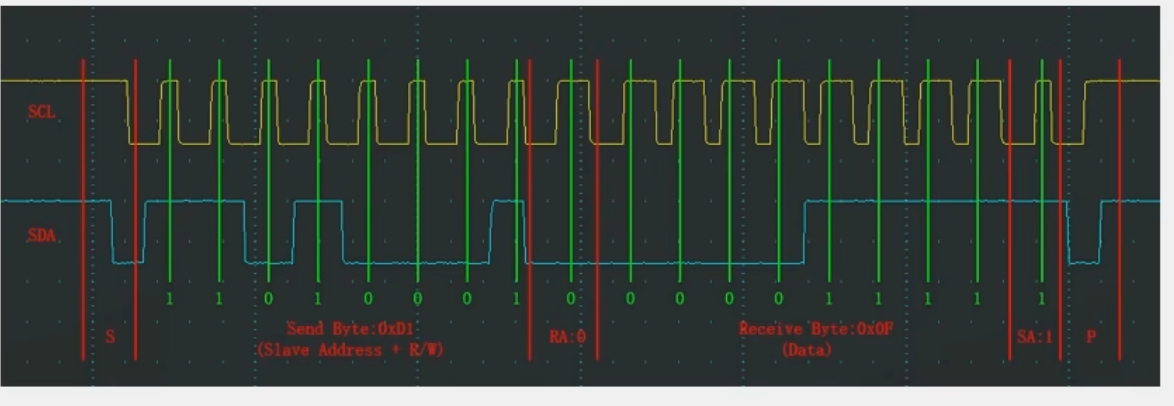 SCL
SDA
1 1 0 1 0 0 0 1 0 0 0 0 0 1 1 1 1 1
S
Send Byte:0xD1
(Slave Address + R/W)
RA:0
Receive Byte:0x0F
(Data)
SA:1
P